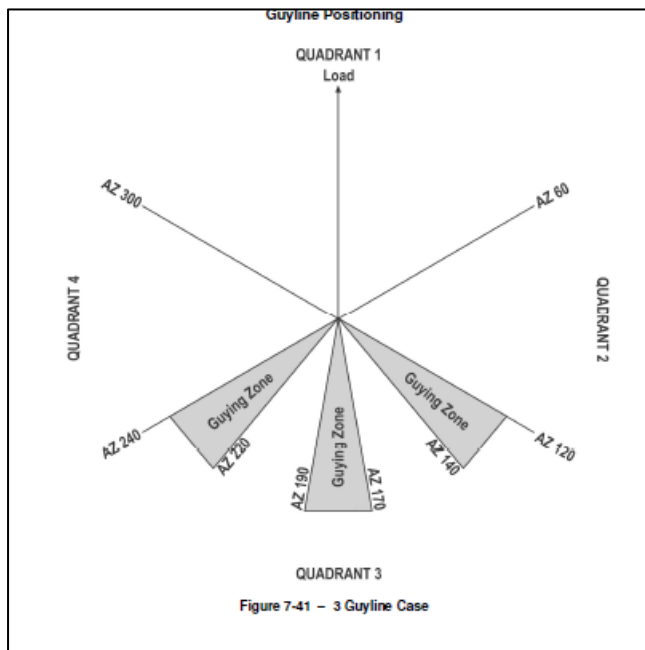 Guyline Positioning
QUADRANT 1
Load
AZ 300
AZ 60
QUADRANT 4
QUADRANT 2
Guying Zone
Guying Zone
Guying Zone
AZ 240
AZ 220
AZ 190
AZ 170
AZ 140
AZ 120
QUADRANT 3
Figure 7-41 – 3 Guyline Case